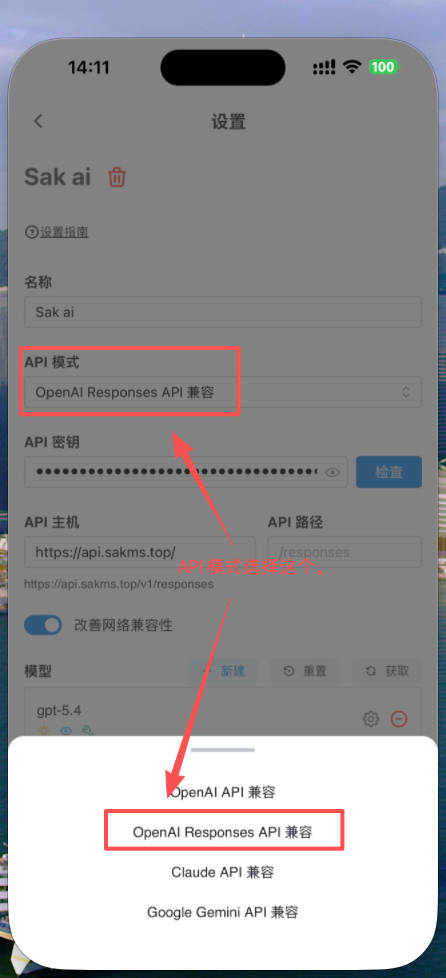 14:11
100
设置
Sak ai
设置指南
名称
Sak ai
API 模式
OpenAI Responses API 兼容
API 密钥
检查
API 主机
API 路径
https://api.sakms.top/
/responses
API 模式选择这个。
https://api.sakms.top/v1/responses
改善网络兼容性
模型
新建
重置
获取
gpt-5.4
OpenAI API 兼容
OpenAI Responses API 兼容
Claude API 兼容
Google Gemini API 兼容